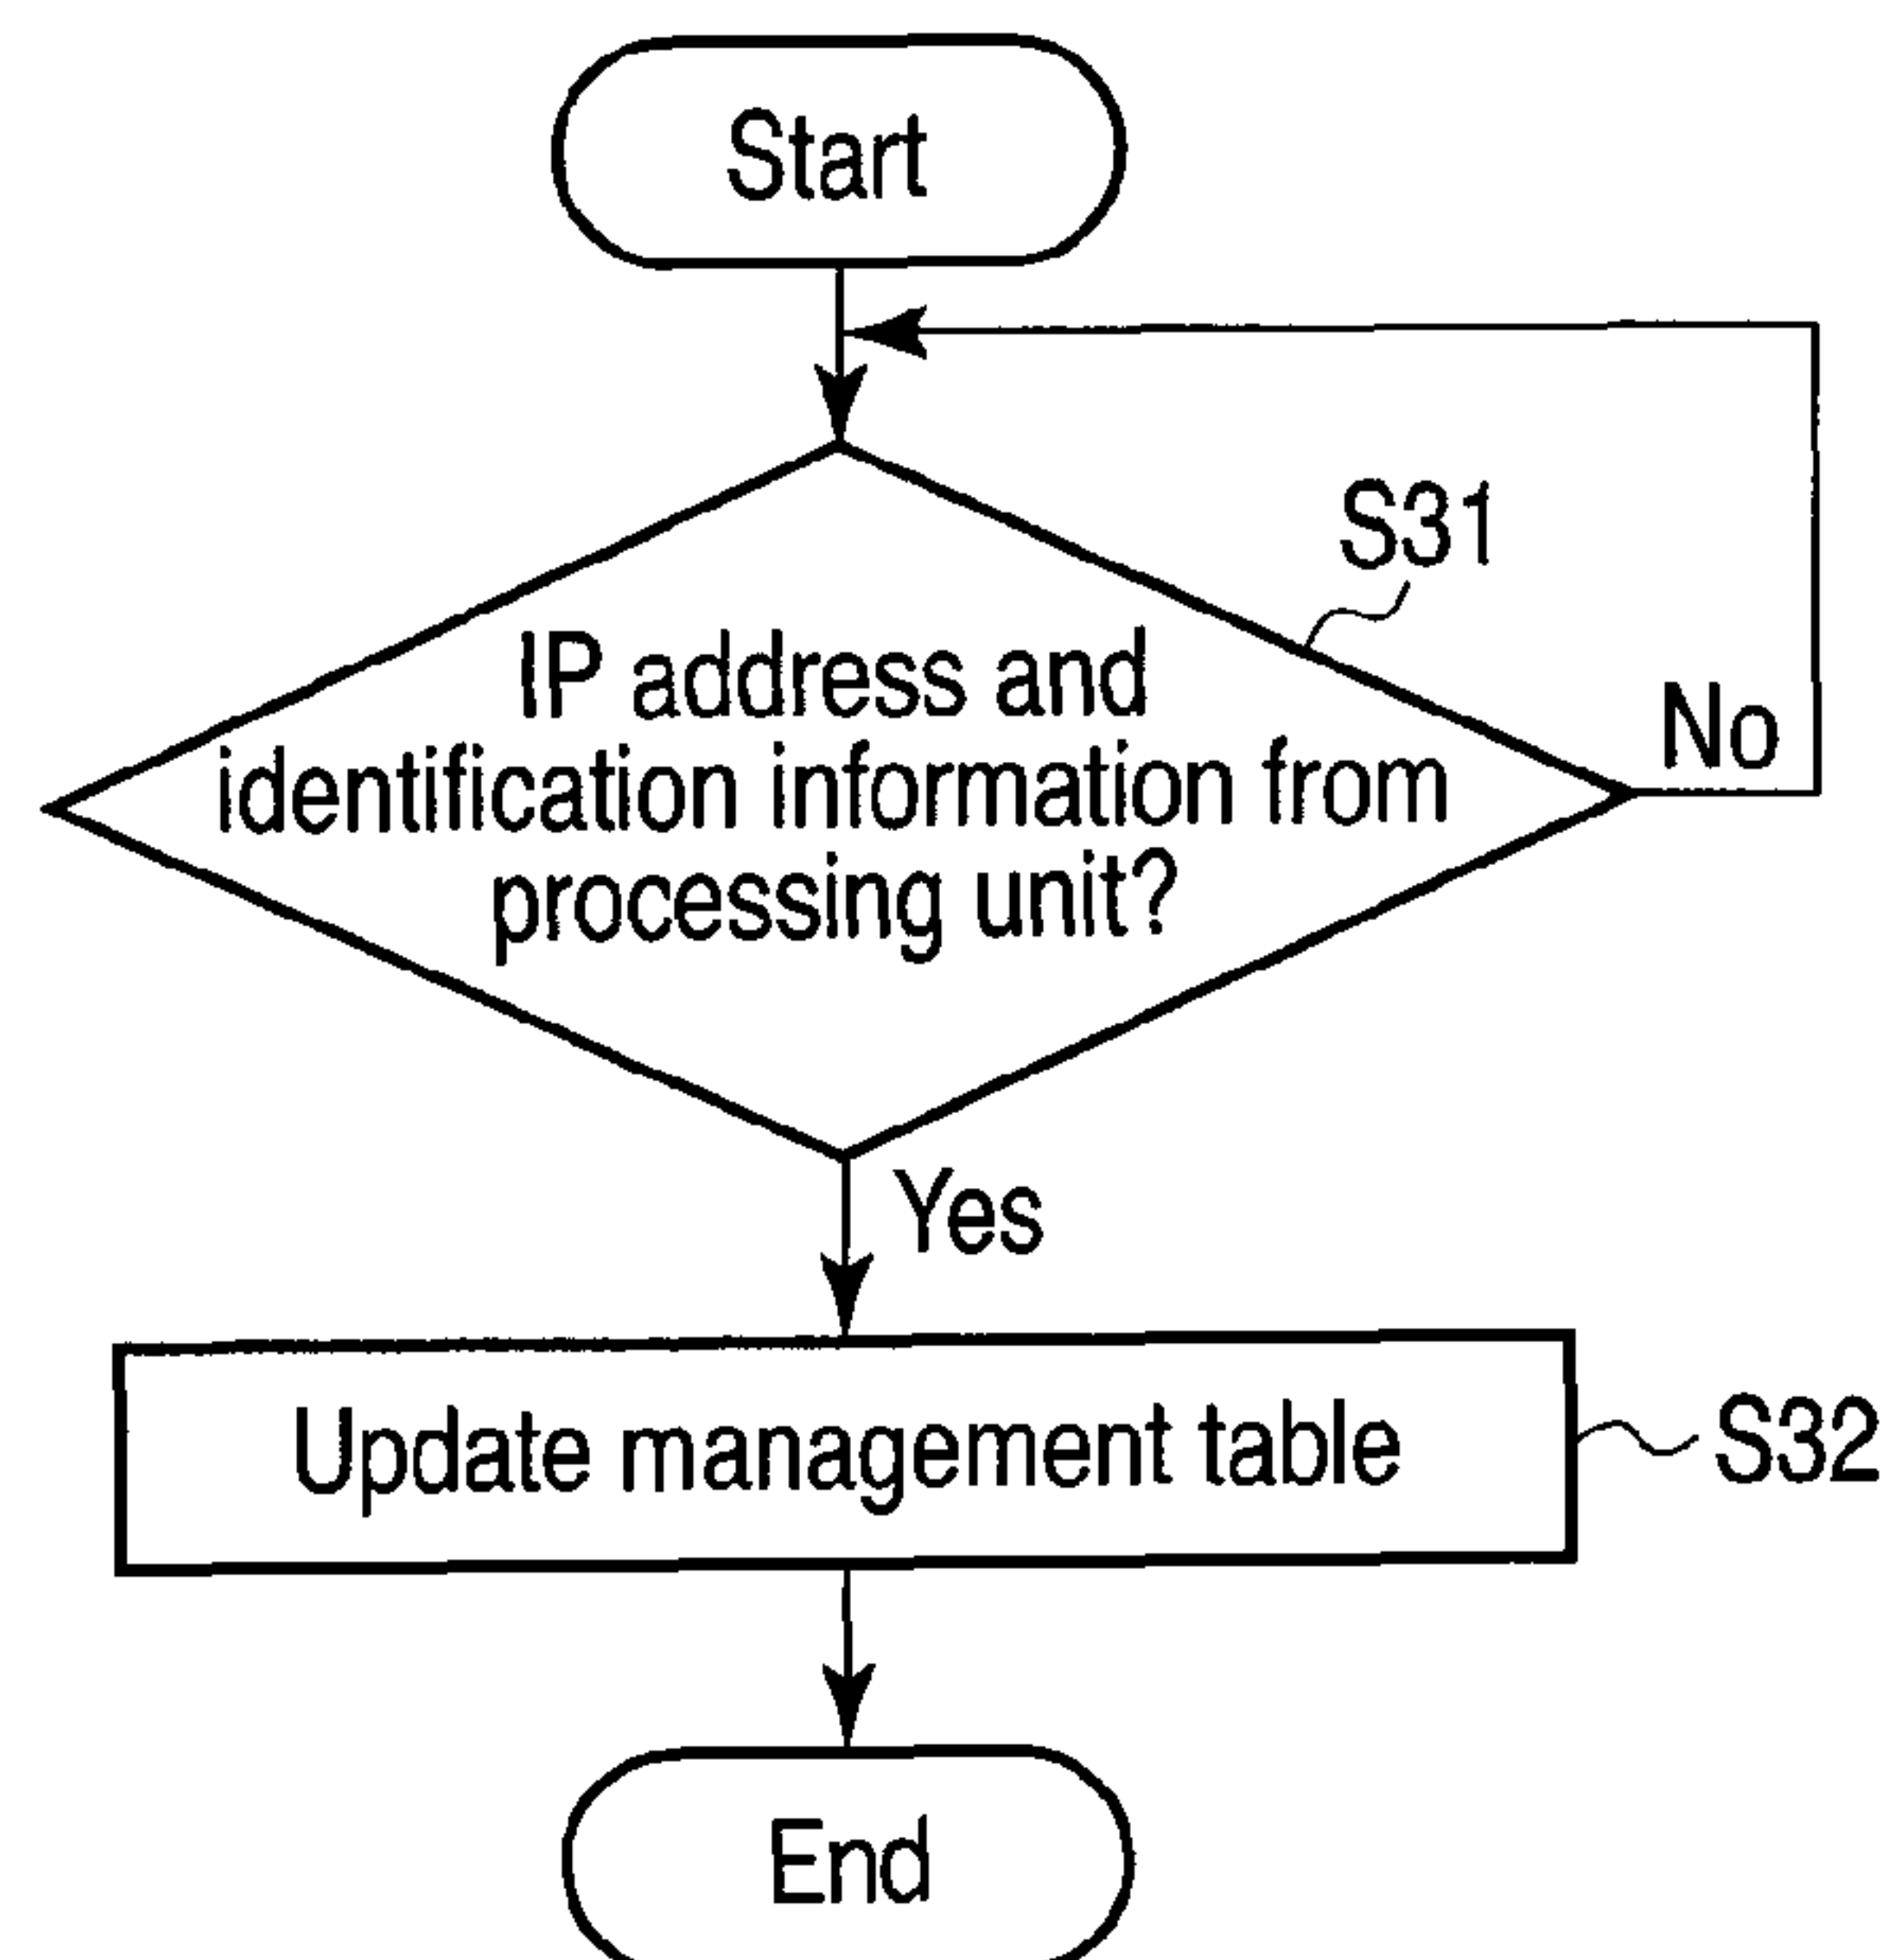 Start
S31
IP address and
identification information from
processing unit?
No
Yes
Update management table
S32
End